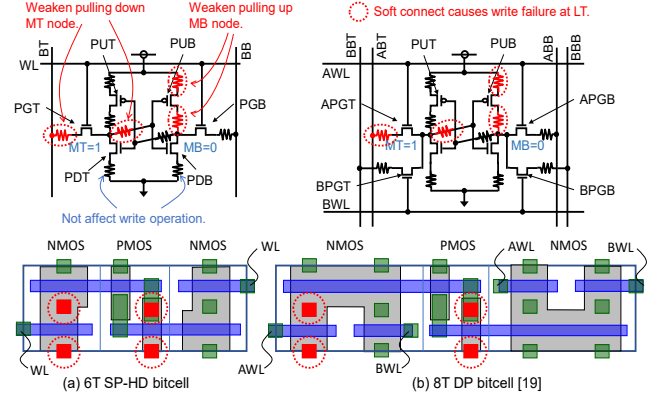 Weaken pulling down
MT node.
Weaken pulling up
MB node.
Soft connect causes write failure at LT.
BT
WL
PUT
PUB
BB
PGT
PGB
MT=1
MB=0
PDT
PDB
Not affect write operation.
BBT
ABT
PUT
PUB
ABB
BBB
AWL
APGT
APGB
MT=1
MB=0
BPGT
BPGB
BWL
NMOS
PMOS
NMOS
WL
WL
(a) 6T SP-HD bitcell
NMOS
PMOS
AWL
NMOS
BWL
AWL
BWL
(b) 8T DP bitcell [19]